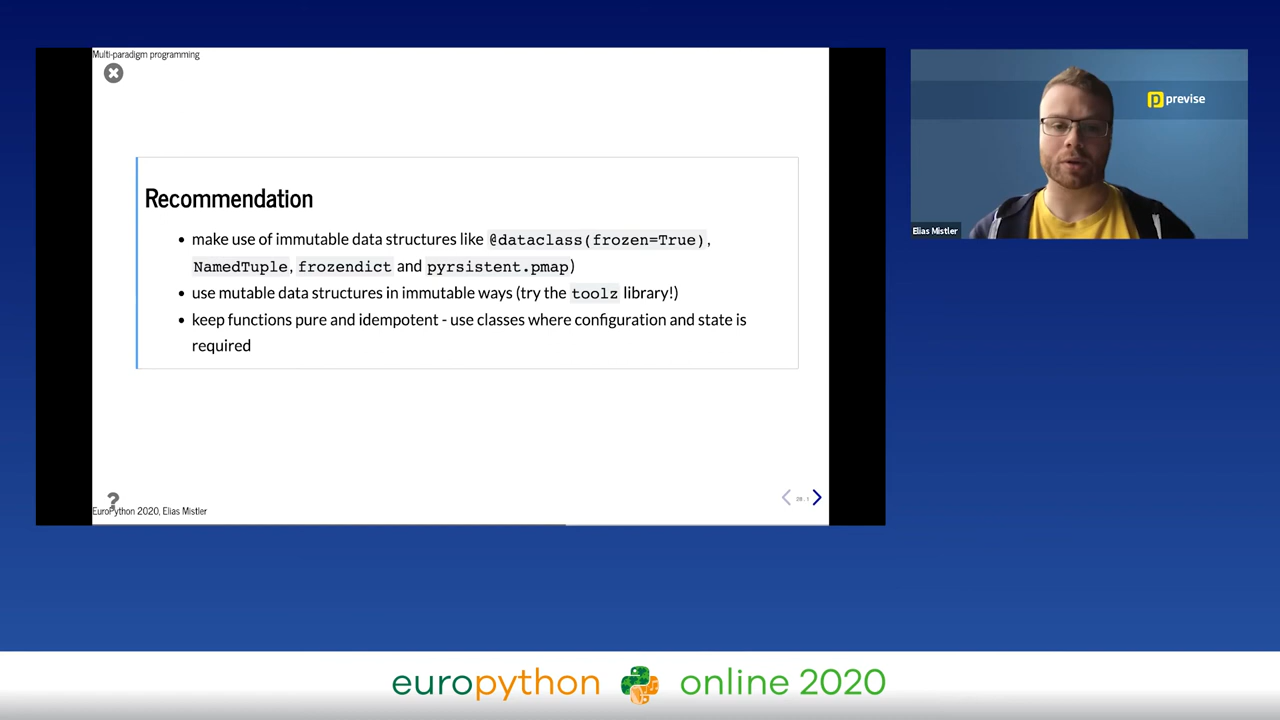 Multi-paradigm programming
Recommendation
• make use of immutable data structures like @dataclass(frozen=True),
NamedTuple, frozendict and pyrsistent.pmap)
• use mutable data structures in immutable ways (try the toolz library!)
• keep functions pure and idempotent - use classes where configuration and state is
required
?
28.1
EuroPython 2020, Elias Mistler
previse
Elias Mistler
europython online 2020